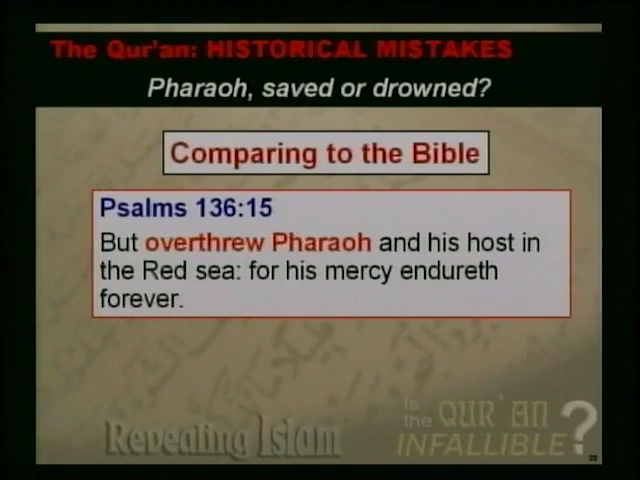 The Qur'an: HISTORICAL MISTAKES
Pharaoh, saved or drowned?
Comparing to the Bible
Psalms 136:15
But overthrew Pharaoh and his host in
the Red sea: for his mercy endureth
forever.
Is
the QUR'AN
INFALLIBLE?
Repealing Islam